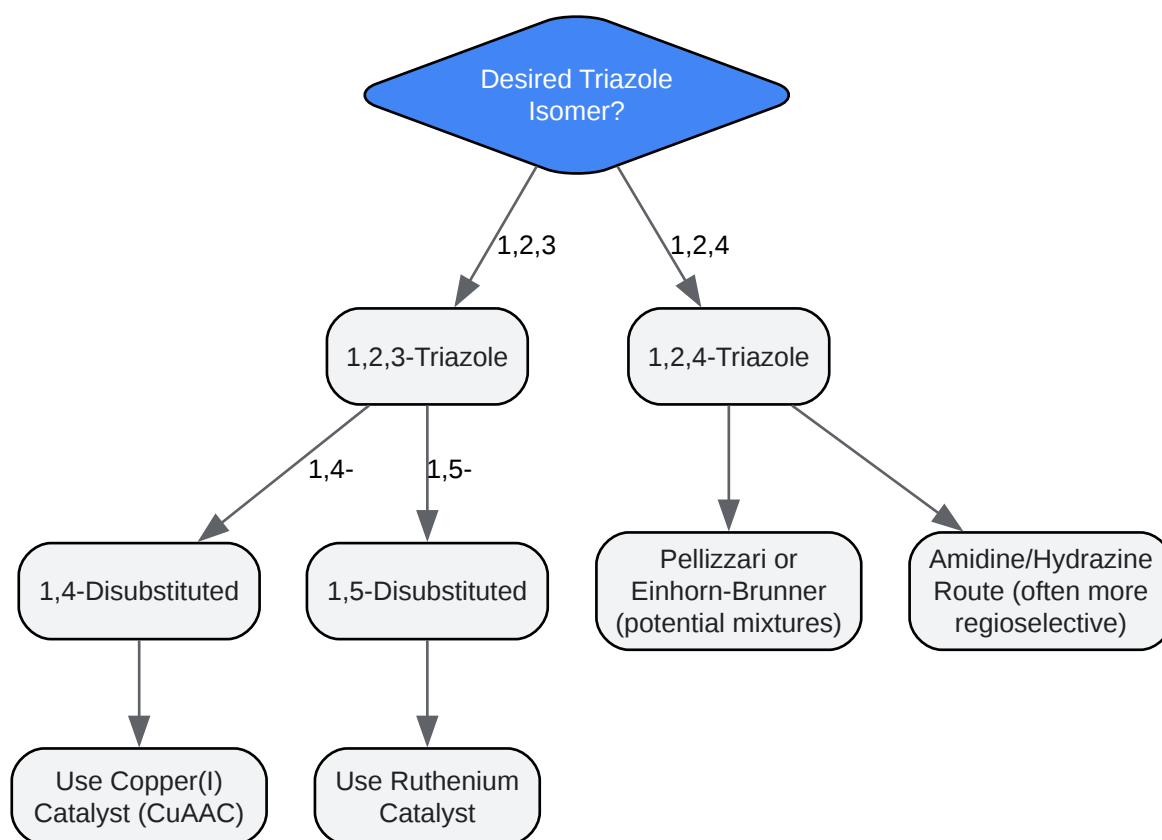 Desired Triazole
Isomer?
1,2,3
1,2,4
1,2,3-Triazole
1,2,4-Triazole
1,4-
1,5-
1,4-Disubstituted
1,5-Disubstituted
Pellizzari or
Einhorn-Brunner
(potential mixtures)
Amidine/Hydrazine
Route (often more
regioselective)
Use Copper(I)
Catalyst (CuAAC)
Use Ruthenium
Catalyst